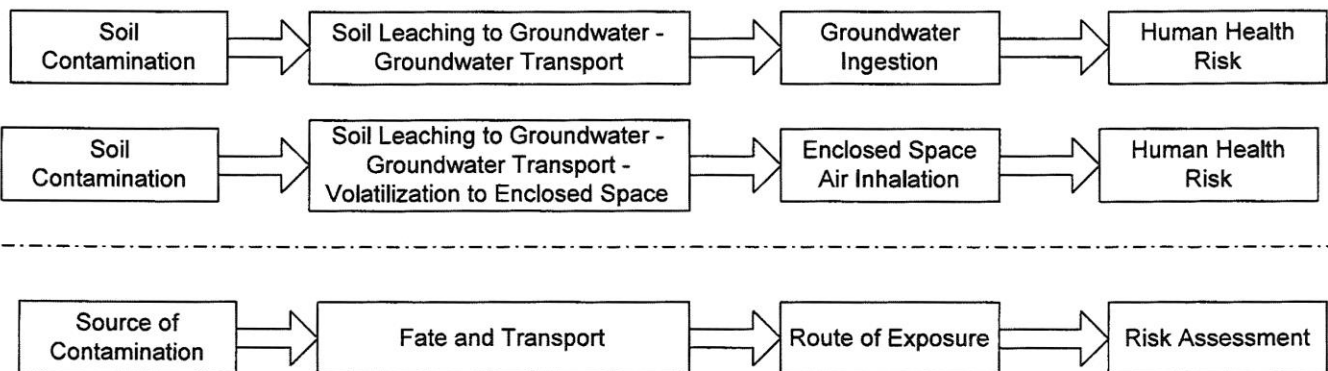 Soil
Contamination
Soil Leaching to Groundwater -
Groundwater Transport
Groundwater
Ingestion
Human Health
Risk
Soil
Contamination
Soil Leaching to Groundwater -
Groundwater Transport -
Volatilization to Enclosed Space
Enclosed Space
Air Inhalation
Human Health
Risk
Source of
Contamination
Fate and Transport
Route of Exposure
Risk Assessment